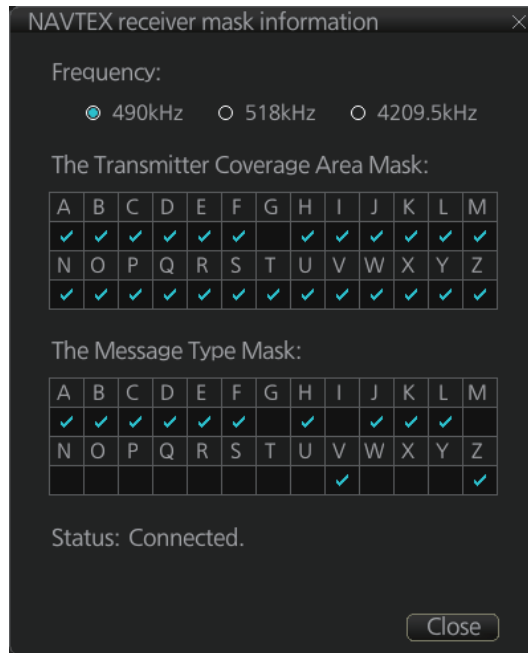 NAVTEX receiver mask information
Frequency:
490kHz 518kHz 4209.5kHz
The Transmitter Coverage Area Mask:
A B C D E F G H I J K L M
✓ ✓ ✓ ✓ ✓ ✓ ✓ ✓ ✓ ✓ ✓ ✓
N O P Q R S T U V W X Y Z
✓ ✓ ✓ ✓ ✓ ✓ ✓ ✓ ✓ ✓ ✓ ✓ ✓
The Message Type Mask:
A B C D E F G H I J K L M
✓ ✓ ✓ ✓ ✓ ✓ ✓ ✓ ✓ ✓
N O P Q R S T U V W X Y Z
✓ ✓
Status: Connected.
Close